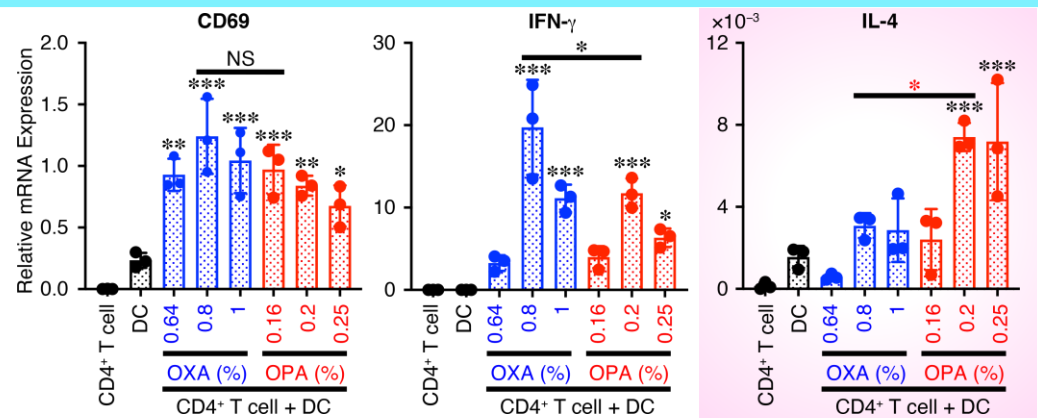 CD69
Relative mRNA Expression
2.0
1.5
1.0
0.5
0.0
NS
**
***
***
***
**
*
CD4⁺ T cell
DC
0.64
0.8
1
0.16
0.2
0.25
OXA (%)
OPA (%)
CD4⁺ T cell + DC
IFN-γ
30
20
10
0
*
***
***
***
*
CD4⁺ T cell
DC
0.64
0.8
1
0.16
0.2
0.25
OXA (%)
OPA (%)
CD4⁺ T cell + DC
×10⁻³
IL-4
12
8
4
0
*
***
***
CD4⁺ T cell
DC
0.64
0.8
1
0.16
0.2
0.25
OXA (%)
OPA (%)
CD4⁺ T cell + DC